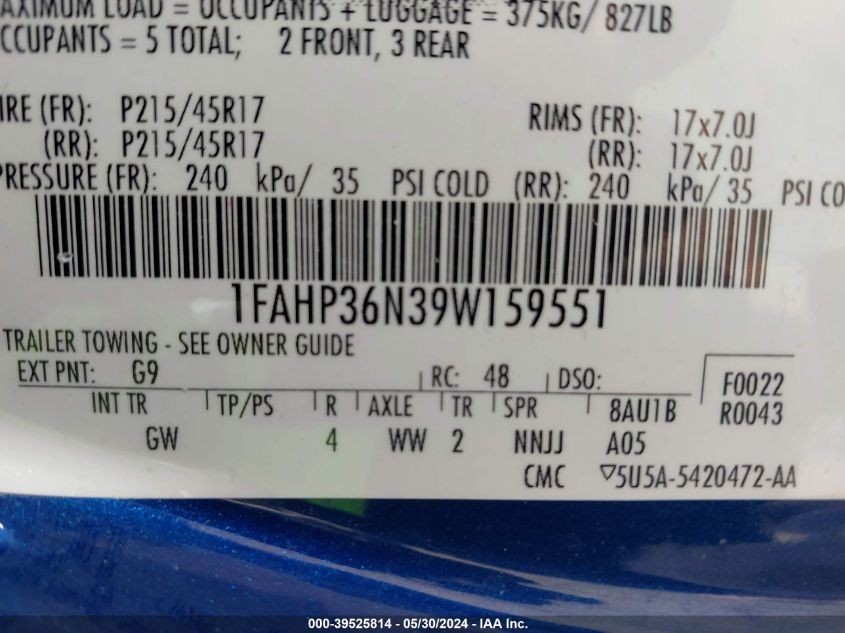 AXIMUM LOAD = OCCUPANTS + LUGGAGE = 375KG/ 827LB
CCUPANTS = 5 TOTAL; 2 FRONT, 3 REAR
IRE (FR): P215/45R17 RIMS (FR): 17x7.0J
(RR): P215/45R17 (RR): 17x7.0J
PRESSURE (FR): 240 kPa/ 35 PSI COLD (RR): 240 kPa/ 35 PSI CO
1FAHP36N39W159551
TRAILER TOWING - SEE OWNER GUIDE
EXT PNT: G9 RC: 48 DSO: F0022
INT TR TP/PS R AXLE TR SPR 8AU1B R0043
GW 4 WW 2 NNJJ A05
CMC ▽5U5A-5420472-AA
000-39525814 - 05/30/2024 - IAA Inc.